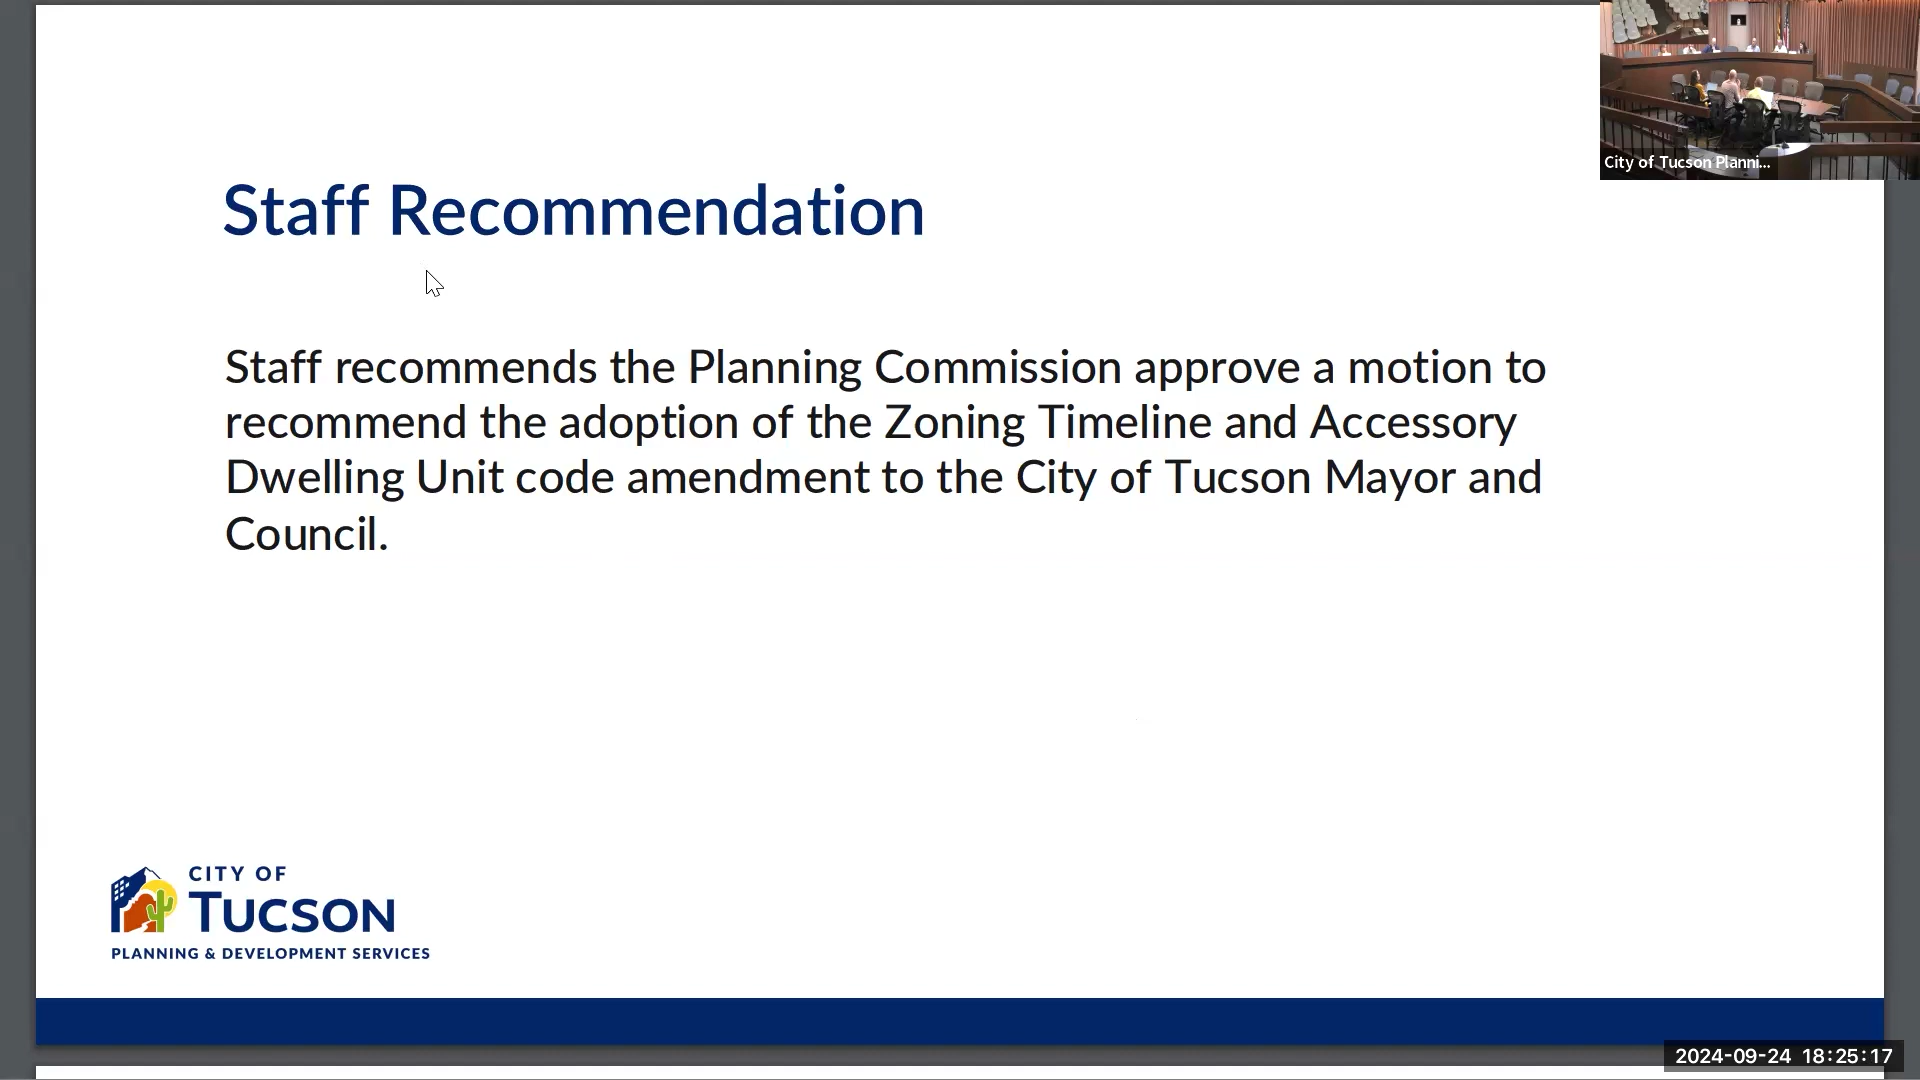 City of Tucson Planni...
Staff Recommendation
Staff recommends the Planning Commission approve a motion to
recommend the adoption of the Zoning Timeline and Accessory
Dwelling Unit code amendment to the City of Tucson Mayor and
Council.
CITY OF
TUCSON
PLANNING & DEVELOPMENT SERVICES
2024-09-24 18:25:17